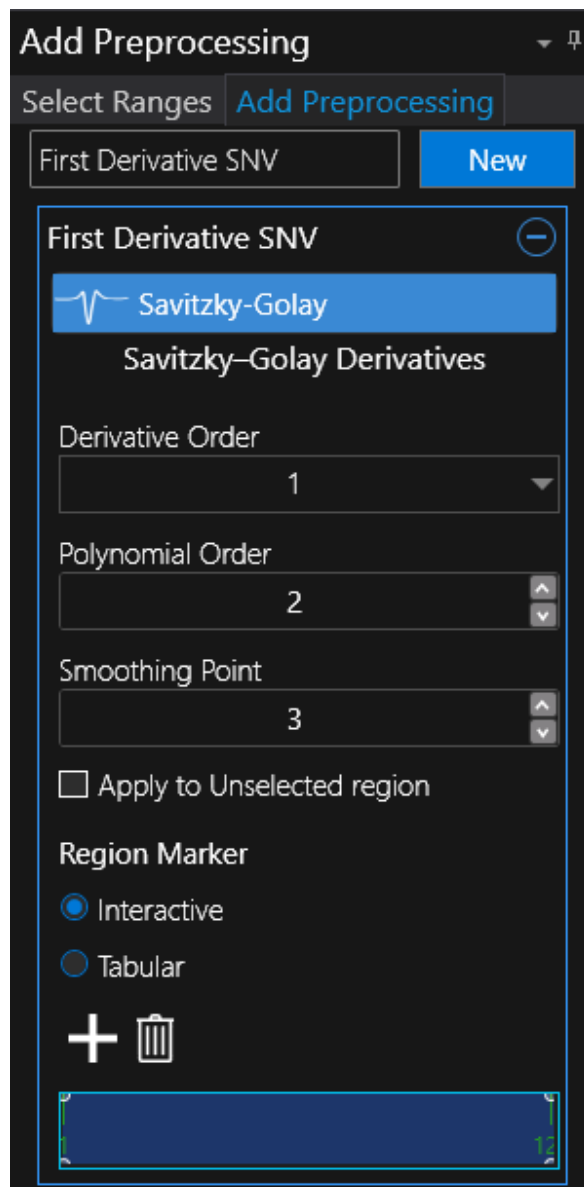 Add Preprocessing
Select Ranges Add Preprocessing
First Derivative SNV New
First Derivative SNV
Savitzky-Golay
Savitzky–Golay Derivatives
Derivative Order
1
Polynomial Order
2
Smoothing Point
3
Apply to Unselected region
Region Marker
Interactive
Tabular
1 12